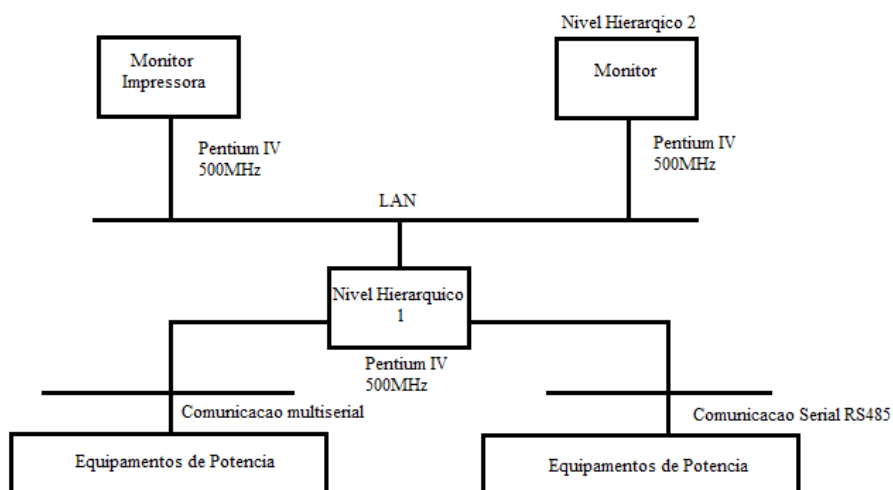 Nivel Hierarqico 2
Monitor
Impressora
Monitor
Pentium IV
500MHz
Pentium IV
500MHz
LAN
Nivel Hierarquico
1
Pentium IV
500MHz
Comunicacao multiserial
Comunicacao Serial RS485
Equipamentos de Potencia
Equipamentos de Potencia